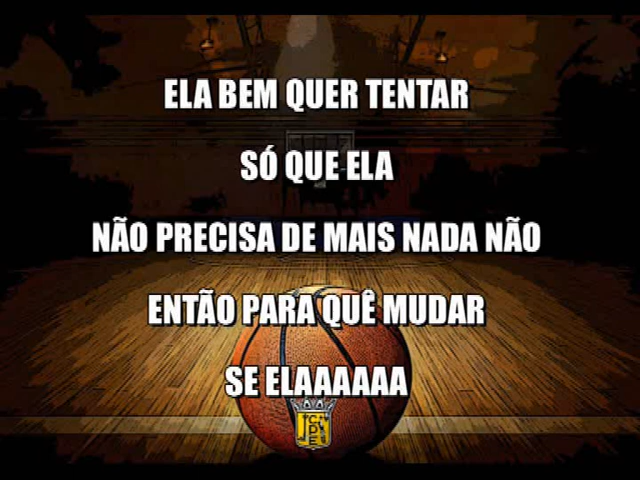 ELA BEM QUER TENTAR
SÓ QUE ELA
NÃO PRECISA DE MAIS NADA NÃO
ENTÃO PARA QUÊ MUDAR
SE ELAAAAAA